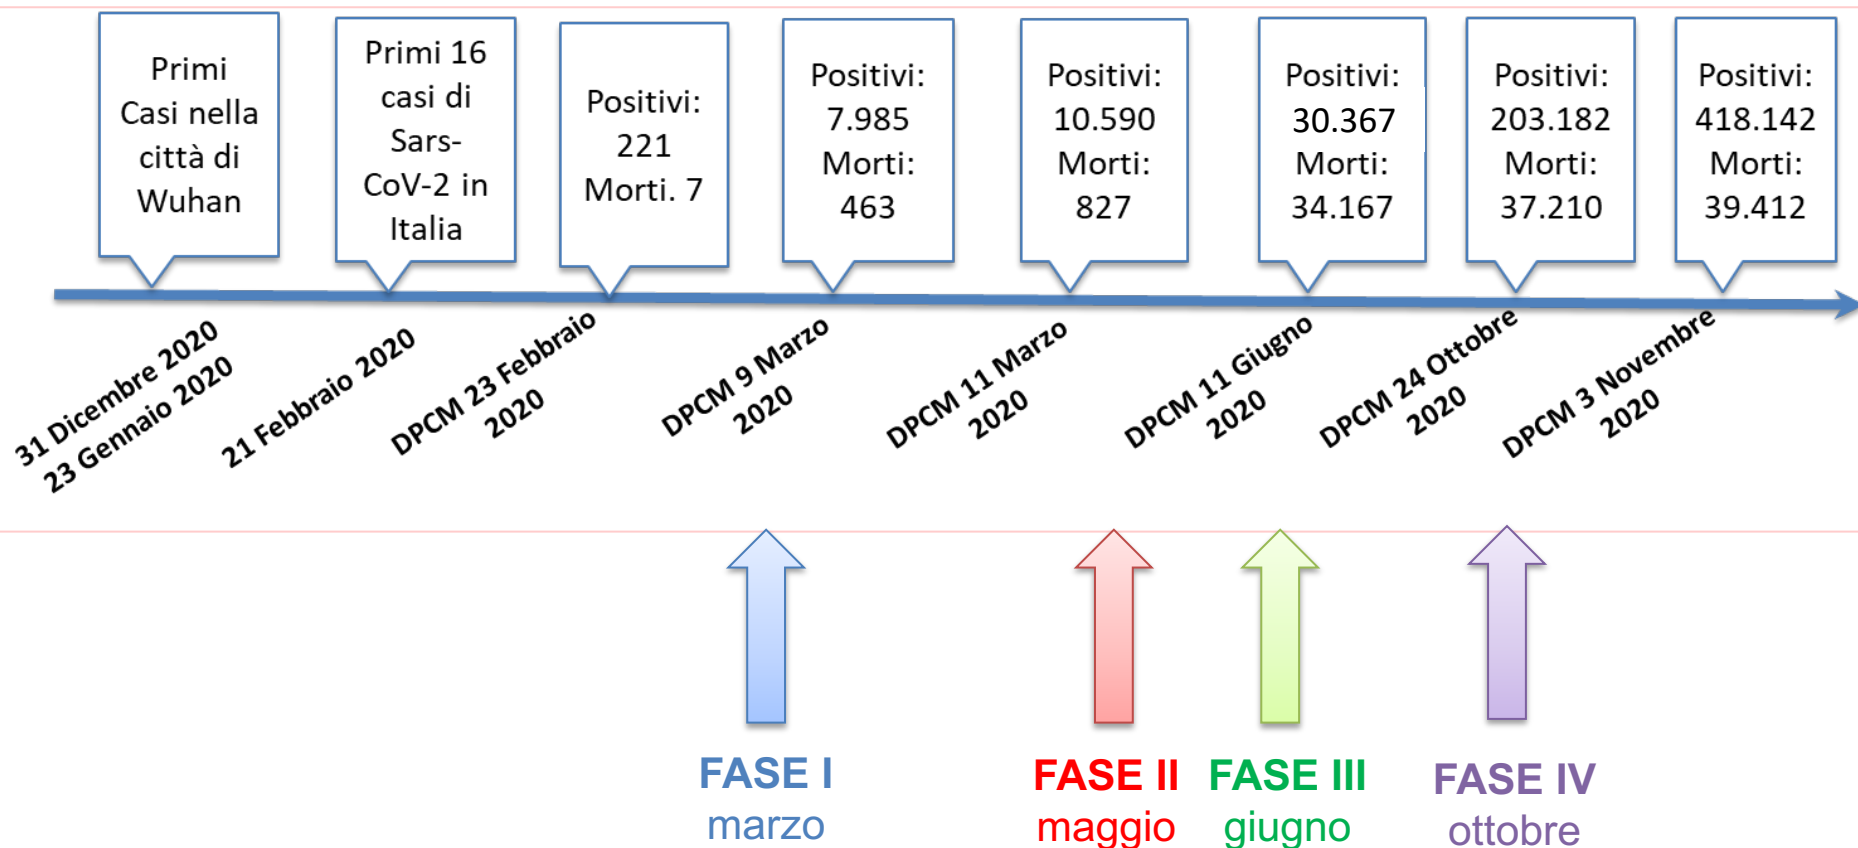 Primi
Casi nella
città di
Wuhan
Primi 16
casi di
Sars-
CoV-2 in
Italia
Positivi:
221
Morti. 7
Positivi:
7.985
Morti:
463
Positivi:
10.590
Morti:
827
Positivi:
30.367
Morti:
34.167
Positivi:
203.182
Morti:
37.210
Positivi:
418.142
Morti:
39.412
31 Dicembre 2020
23 Gennaio 2020
21 Febbraio 2020
DPCM 23 Febbraio
2020
DPCM 9 Marzo
2020
DPCM 11 Marzo
2020
DPCM 11 Giugno
2020
DPCM 24 Ottobre
2020
DPCM 3 Novembre
2020
FASE I
marzo
FASE II
maggio
FASE III
giugno
FASE IV
ottobre